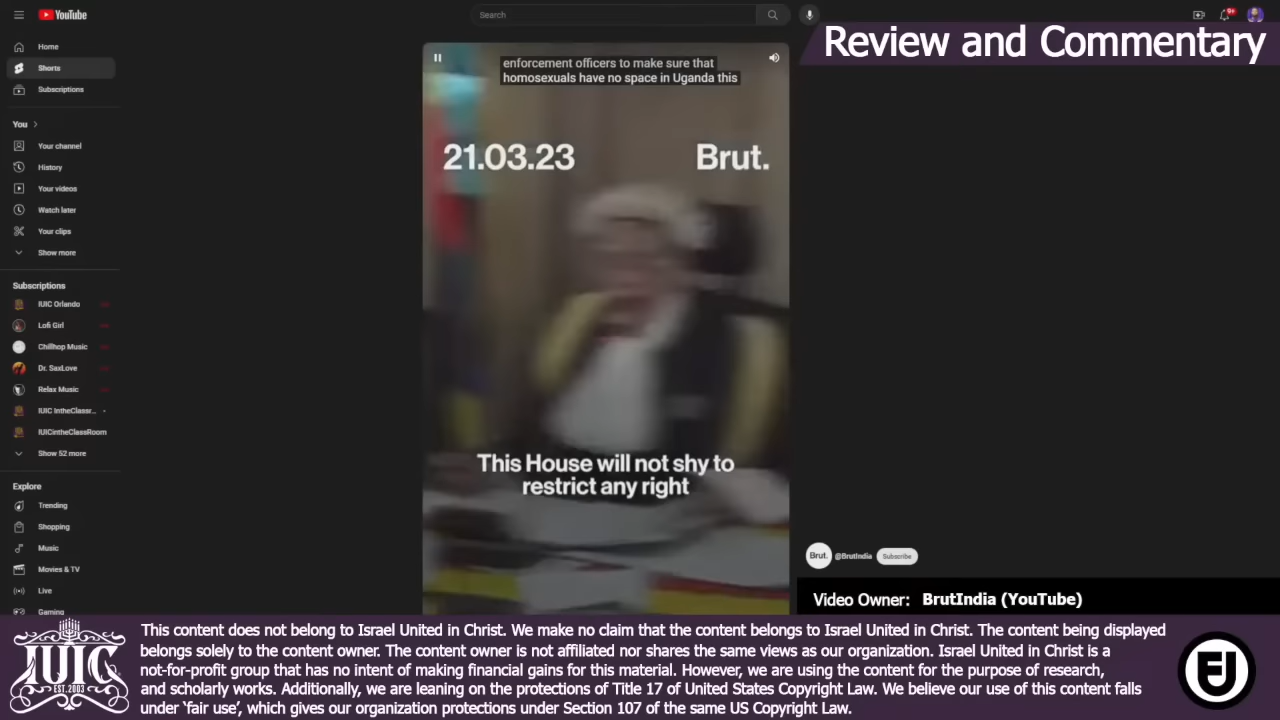 YouTube
Search
9+
Review and Commentary
Home
Shorts
Subscriptions
You
Your channel
History
Your videos
Watch later
Your clips
Show more
Subscriptions
IUIC Orlando
Lofi Girl
Chillhop Music
Dr. SaxLove
Relax Music
IUIC IntheClassr...
IUICintheClassRoom
Show 52 more
Explore
Trending
Shopping
Music
Movies & TV
Live
Gaming
enforcement officers to make sure that
homosexuals have no space in Uganda this
21.03.23
Brut.
This House will not shy to
restrict any right
Brut.
@BrutIndia
Subscribe
Video Owner: BrutIndia (YouTube)
IUIC
EST. 2003
This content does not belong to Israel United in Christ. We make no claim that the content belongs to Israel United in Christ. The content being displayed
belongs solely to the content owner. The content owner is not affiliated nor shares the same views as our organization. Israel United in Christ is a
not-for-profit group that has no intent of making financial gains for this material. However, we are using the content for the purpose of research,
and scholarly works. Additionally, we are leaning on the protections of Title 17 of United States Copyright Law. We believe our use of this content falls
under ‘fair use’, which gives our organization protections under Section 107 of the same US Copyright Law.